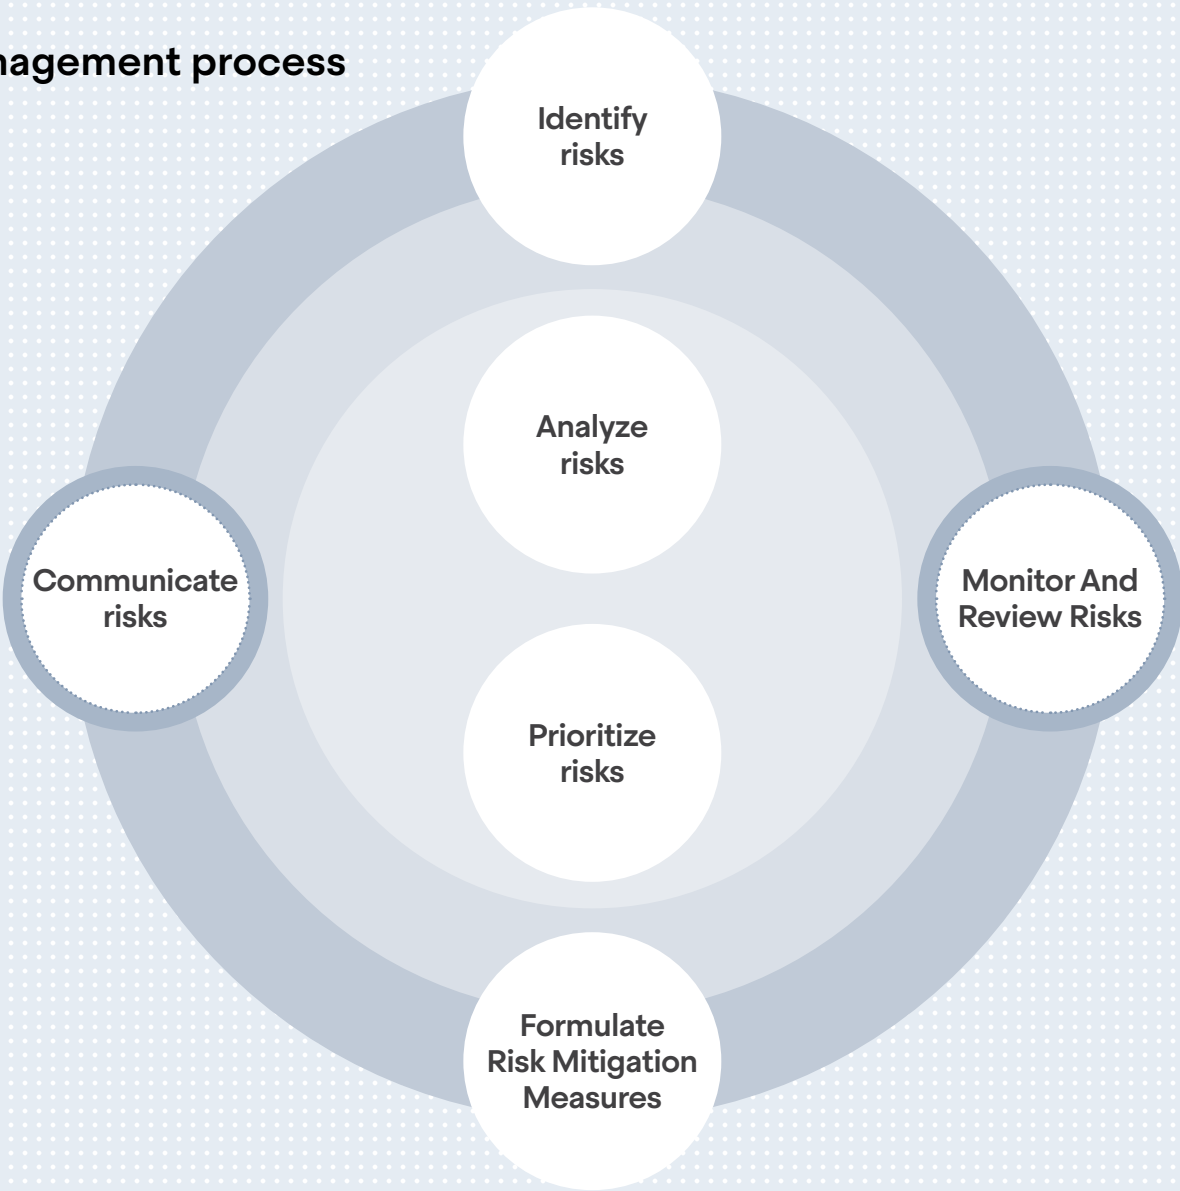 nagement process
Identify
risks
Analyze
risks
Communicate
risks
Monitor And
Review Risks
Prioritize
risks
Formulate
Risk Mitigation
Measures